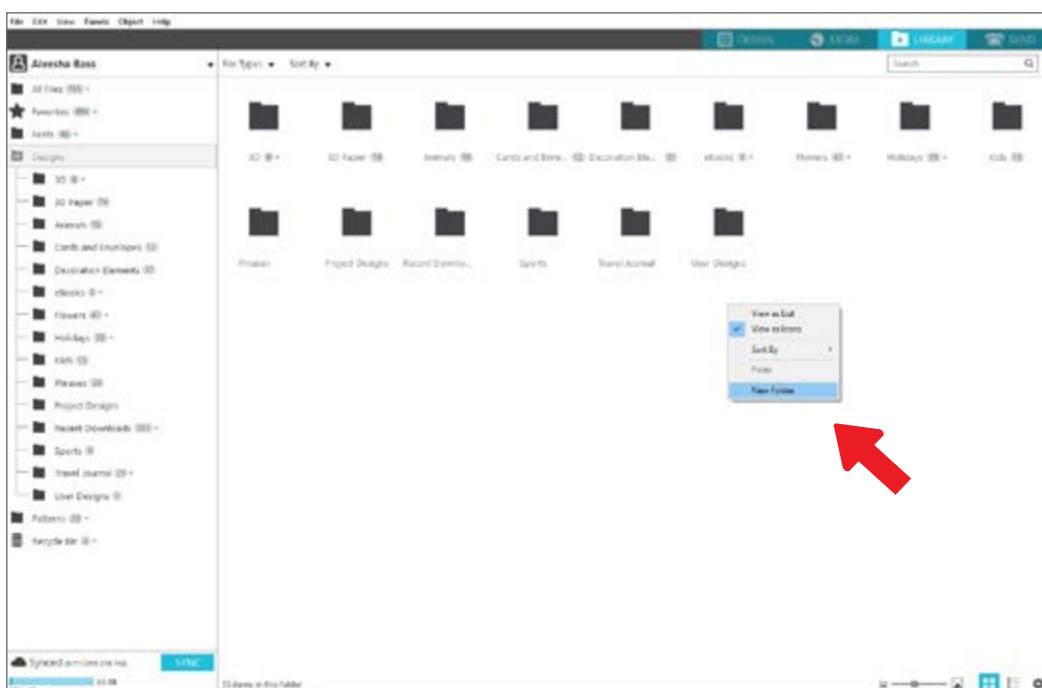 File Edit View Panels Object Help
DESIGN STORE LIBRARY SEND
Aleesha Bass
File Types Sort By Search
All Files
Favorites
Fonts
Designs
3D
3D Paper
Animals
Cards and Envelopes
Decoration Elements
eBooks
Flowers
Holidays
Kids
Phrases
Project Designs
Recent Downloads
Sports
Travel Journal
User Designs
Patterns
Recycle Bin
3D 3D Paper Animals Cards and Enve... Decoration Ele... eBooks Flowers Holidays Kids
Phrases Project Designs Recent Downlo... Sports Travel Journal User Designs
View as List
View as Icons
Sort By
Paste
New Folder
Synced SYNC
15 items in this folder